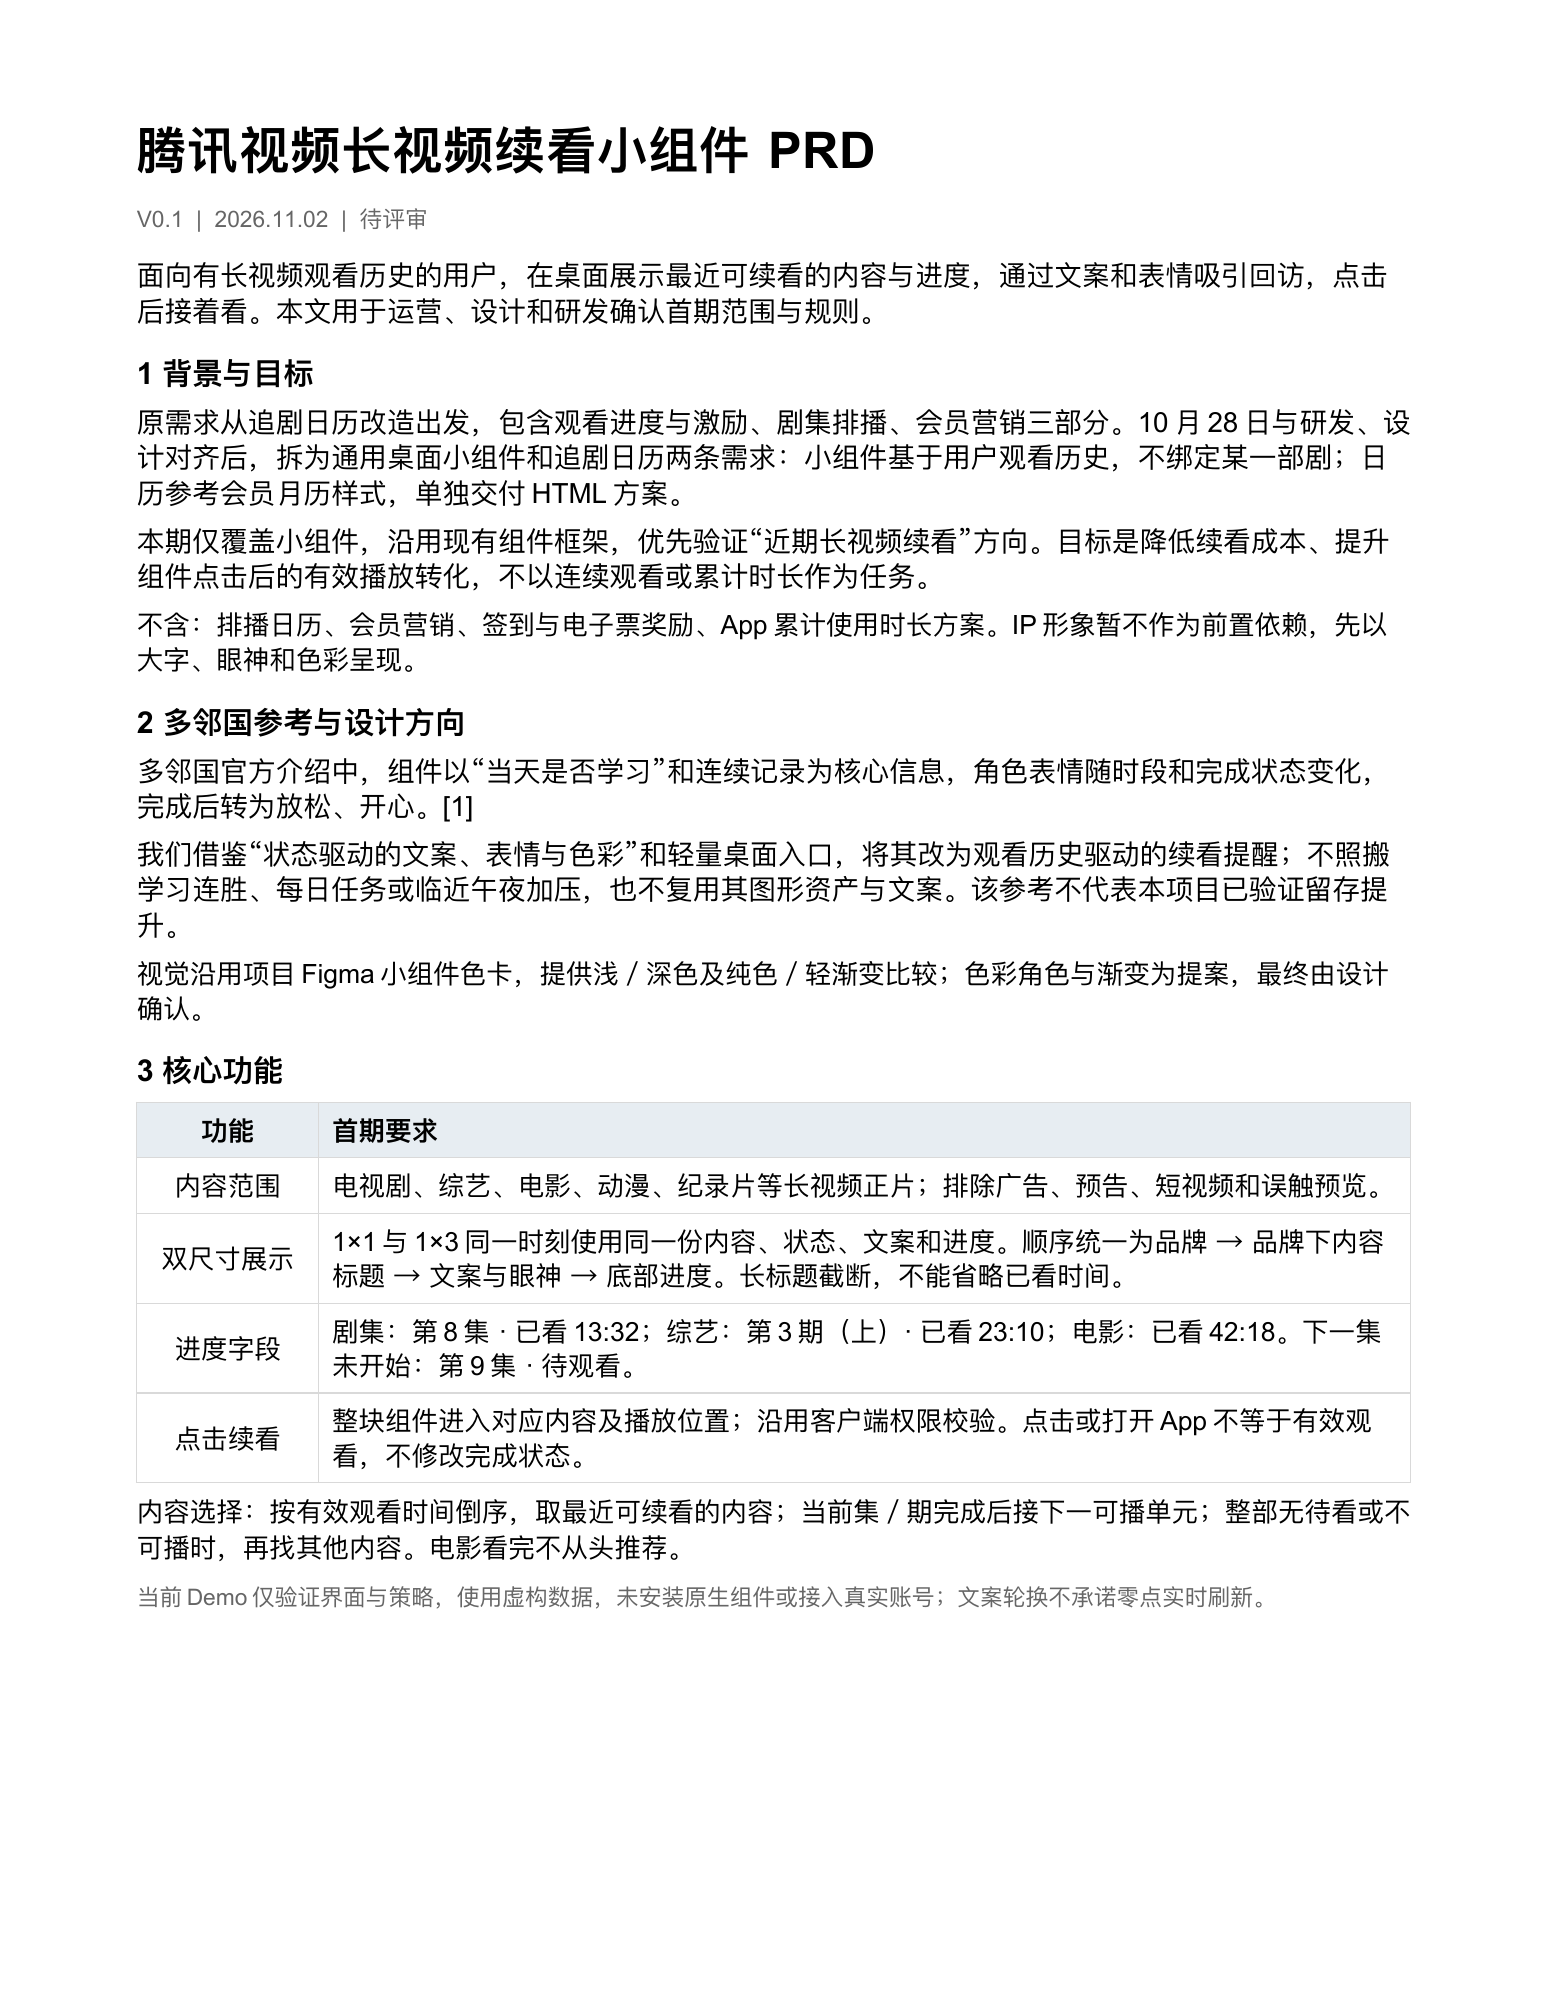 腾讯视频长视频续看小组件 PRD
V0.1 | 2026.11.02 | 待评审
面向有长视频观看历史的用户，在桌面展示最近可续看的内容与进度，通过文案和表情吸引回访，点击
后接着看。本文用于运营、设计和研发确认首期范围与规则。
1 背景与目标
原需求从追剧日历改造出发，包含观看进度与激励、剧集排播、会员营销三部分。10 月 28 日与研发、设
计对齐后，拆为通用桌面小组件和追剧日历两条需求：小组件基于用户观看历史，不绑定某一部剧；日
历参考会员月历样式，单独交付 HTML 方案。
本期仅覆盖小组件，沿用现有组件框架，优先验证“近期长视频续看”方向。目标是降低续看成本、提升
组件点击后的有效播放转化，不以连续观看或累计时长作为任务。
不含：排播日历、会员营销、签到与电子票奖励、App 累计使用时长方案。IP 形象暂不作为前置依赖，先以
大字、眼神和色彩呈现。
2 多邻国参考与设计方向
多邻国官方介绍中，组件以“当天是否学习”和连续记录为核心信息，角色表情随时段和完成状态变化，
完成后转为放松、开心。[1]
我们借鉴“状态驱动的文案、表情与色彩”和轻量桌面入口，将其改为观看历史驱动的续看提醒；不照搬
学习连胜、每日任务或临近午夜加压，也不复用其图形资产与文案。该参考不代表本项目已验证留存提
升。
视觉沿用项目 Figma 小组件色卡，提供浅 / 深色及纯色 / 轻渐变比较；色彩角色与渐变为提案，最终由设计
确认。
3 核心功能
功能 首期要求
内容范围 电视剧、综艺、电影、动漫、纪录片等长视频正片；排除广告、预告、短视频和误触预览。
双尺寸展示 1×1 与 1×3 同一时刻使用同一份内容、状态、文案和进度。顺序统一为品牌 → 品牌下内容
标题 → 文案与眼神 → 底部进度。长标题截断，不能省略已看时间。
进度字段 剧集：第 8 集 · 已看 13:32；综艺：第 3 期（上）· 已看 23:10；电影：已看 42:18。下一集
未开始：第 9 集 · 待观看。
点击续看 整块组件进入对应内容及播放位置；沿用客户端权限校验。点击或打开 App 不等于有效观
看，不修改完成状态。
内容选择：按有效观看时间倒序，取最近可续看的内容；当前集 / 期完成后接下一可播单元；整部无待看或不
可播时，再找其他内容。电影看完不从头推荐。
当前 Demo 仅验证界面与策略，使用虚构数据，未安装原生组件或接入真实账号；文案轮换不承诺零点实时刷新。